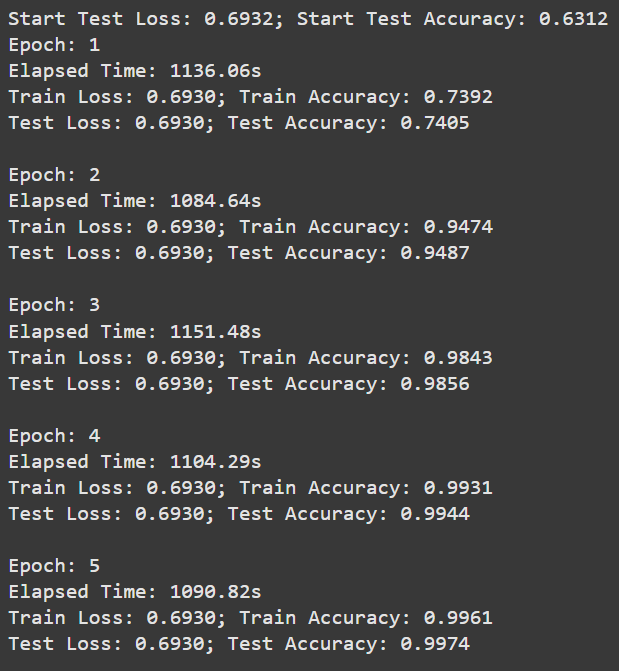 Start Test Loss: 0.6932; Start Test Accuracy: 0.6312
Epoch: 1
Elapsed Time: 1136.06s
Train Loss: 0.6930; Train Accuracy: 0.7392
Test Loss: 0.6930; Test Accuracy: 0.7405
Epoch: 2
Elapsed Time: 1084.64s
Train Loss: 0.6930; Train Accuracy: 0.9474
Test Loss: 0.6930; Test Accuracy: 0.9487
Epoch: 3
Elapsed Time: 1151.48s
Train Loss: 0.6930; Train Accuracy: 0.9843
Test Loss: 0.6930; Test Accuracy: 0.9856
Epoch: 4
Elapsed Time: 1104.29s
Train Loss: 0.6930; Train Accuracy: 0.9931
Test Loss: 0.6930; Test Accuracy: 0.9944
Epoch: 5
Elapsed Time: 1090.82s
Train Loss: 0.6930; Train Accuracy: 0.9961
Test Loss: 0.6930; Test Accuracy: 0.9974